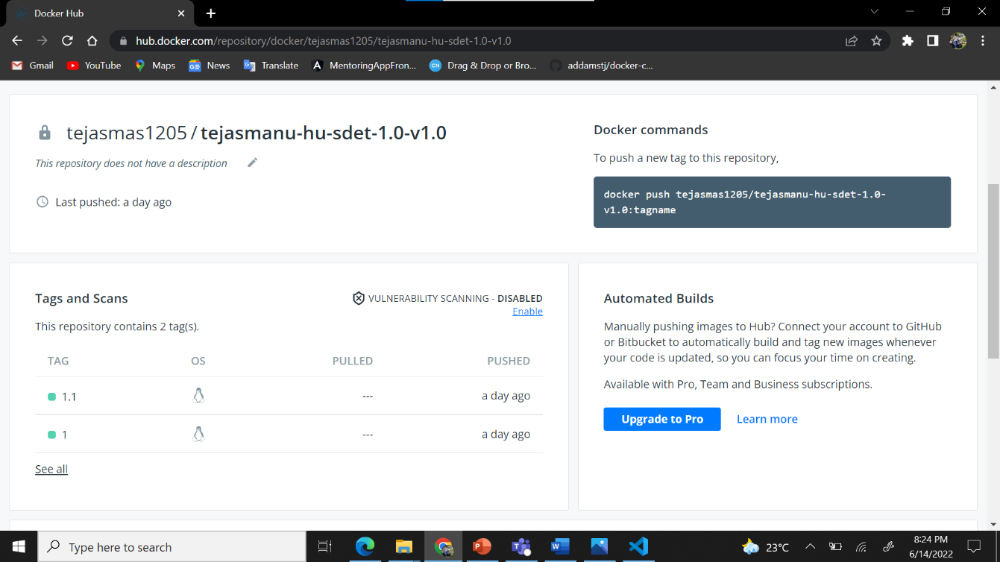 Docker Hub
hub.docker.com/repository/docker/tejasmas1205/tejasmanu-hu-sdet-1.0-v1.0
Gmail YouTube Maps News Translate MentoringAppFron... Drag & Drop or Bro... addamstj/docker-c...
tejasmas1205 / tejasmanu-hu-sdet-1.0-v1.0
This repository does not have a description
Last pushed: a day ago
Docker commands
To push a new tag to this repository,
docker push tejasmas1205/tejasmanu-hu-sdet-1.0-
v1.0:tagname
Tags and Scans
VULNERABILITY SCANNING - DISABLED
Enable
This repository contains 2 tag(s).
TAG OS PULLED PUSHED
1.1 --- a day ago
1 --- a day ago
See all
Automated Builds
Manually pushing images to Hub? Connect your account to GitHub
or Bitbucket to automatically build and tag new images whenever
your code is updated, so you can focus your time on creating.
Available with Pro, Team and Business subscriptions.
Upgrade to Pro Learn more
Type here to search
23°C
8:24 PM
6/14/2022